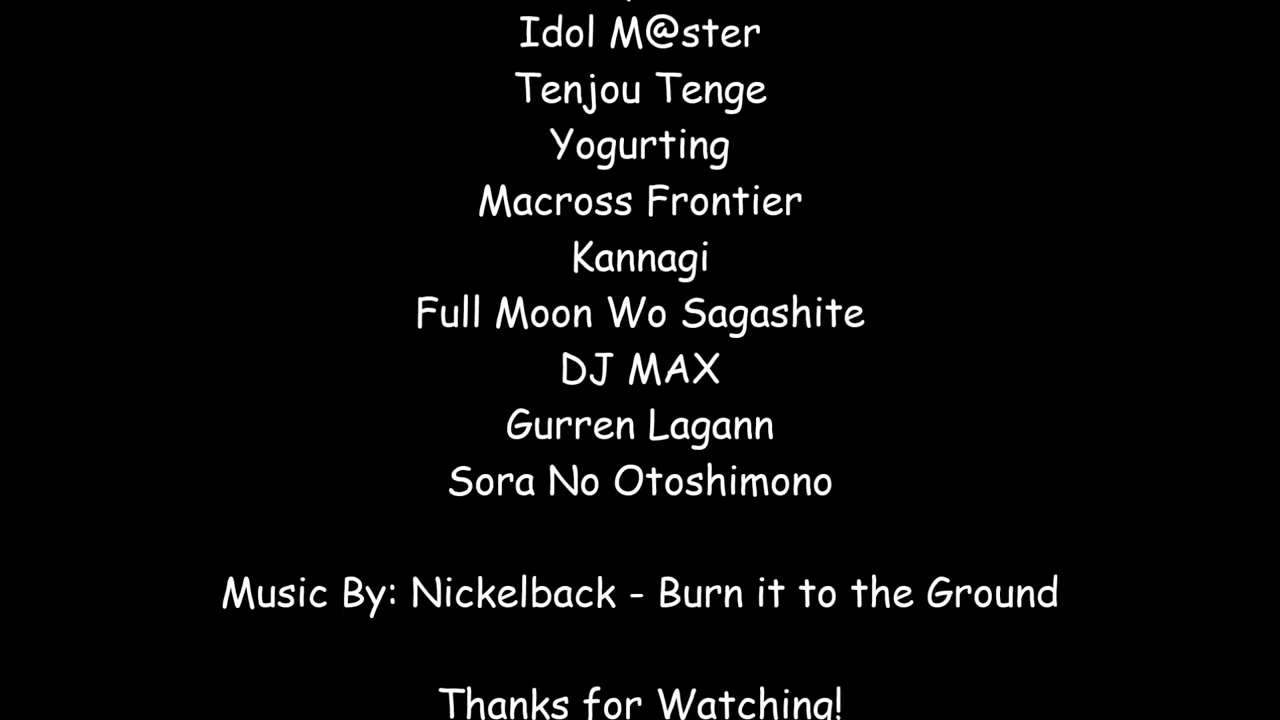 Idol M@ster
Tenjou Tenge
Yogurting
Macross Frontier
Kannagi
Full Moon Wo Sagashite
DJ MAX
Gurren Lagann
Sora No Otoshimono
Music By: Nickelback - Burn it to the Ground
Thanks for Watching!